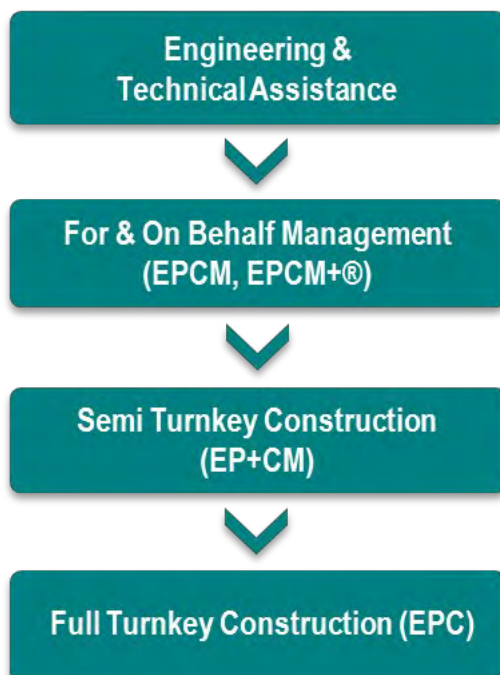 Engineering &
Technical Assistance
For & On Behalf Management
(EPCM, EPCM+®)
Semi Turnkey Construction
(EP+CM)
Full Turnkey Construction (EPC)